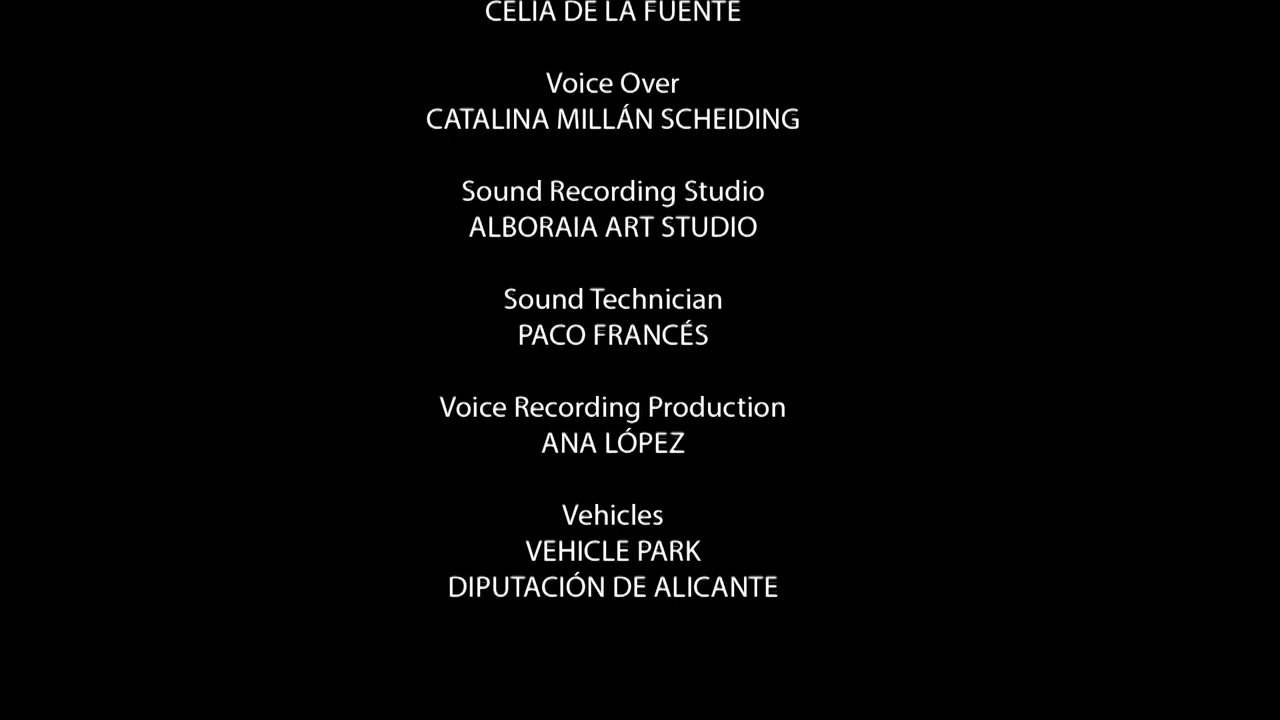 CELIA DE LA FUENTE
Voice Over
CATALINA MILLÁN SCHEIDING
Sound Recording Studio
ALBORAIA ART STUDIO
Sound Technician
PACO FRANCÉS
Voice Recording Production
ANA LÓPEZ
Vehicles
VEHICLE PARK
DIPUTACIÓN DE ALICANTE